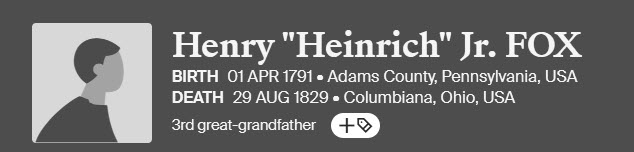 Henry "Heinrich" Jr. FOX
BIRTH 01 APR 1791 • Adams County, Pennsylvania, USA
DEATH 29 AUG 1829 • Columbiana, Ohio, USA
3rd great-grandfather